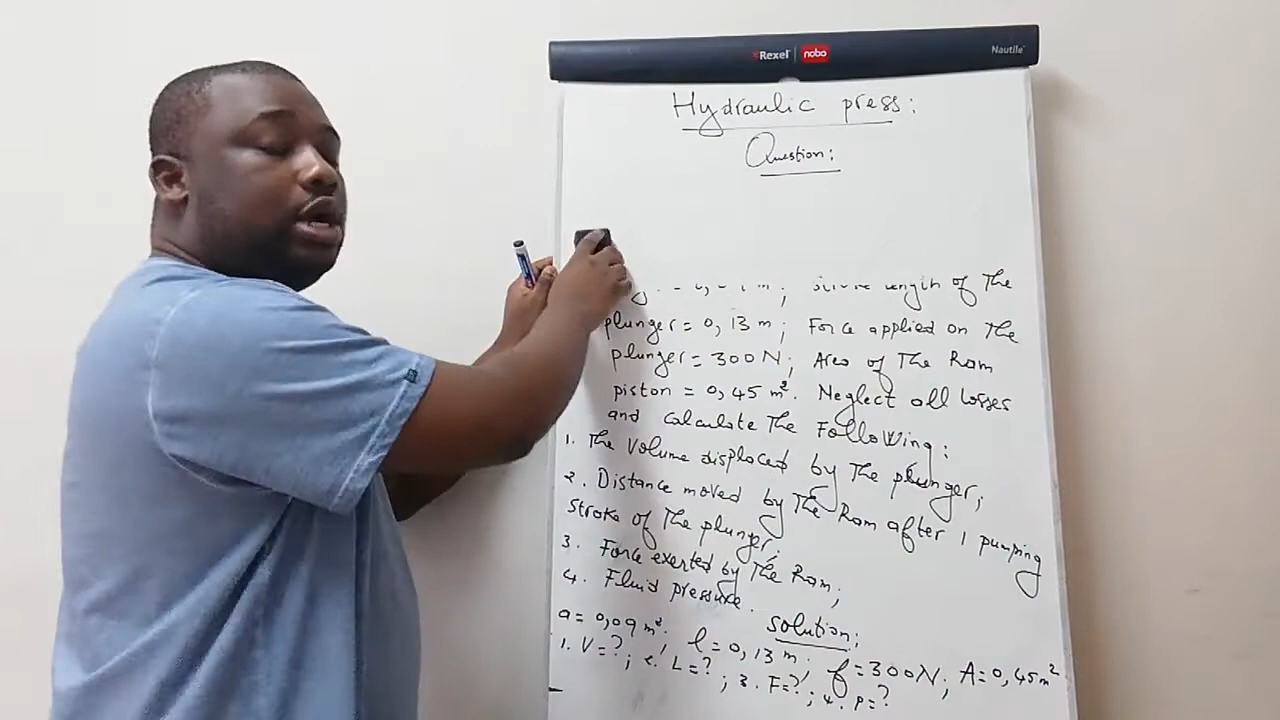 Rexel nobo Nautile
Hydraulic press:
Question:
length of The
plunger = 0,13 m; Force applied on The
plunger = 300 N; Area of The Ram
piston = 0,45 m². Neglect all losses
and calculate The Following:
1. The Volume displaced by The plunger;
2. Distance moved by The Ram after 1 pumping
stroke of The plunger;
3. Force exerted by The Ram;
4. Fluid pressure.
Solution:
a = 0,09 m²; l = 0,13 m; f = 300 N; A = 0,45 m²
1. V = ?; 2. L = ?; 3. F = ?; 4. P = ?